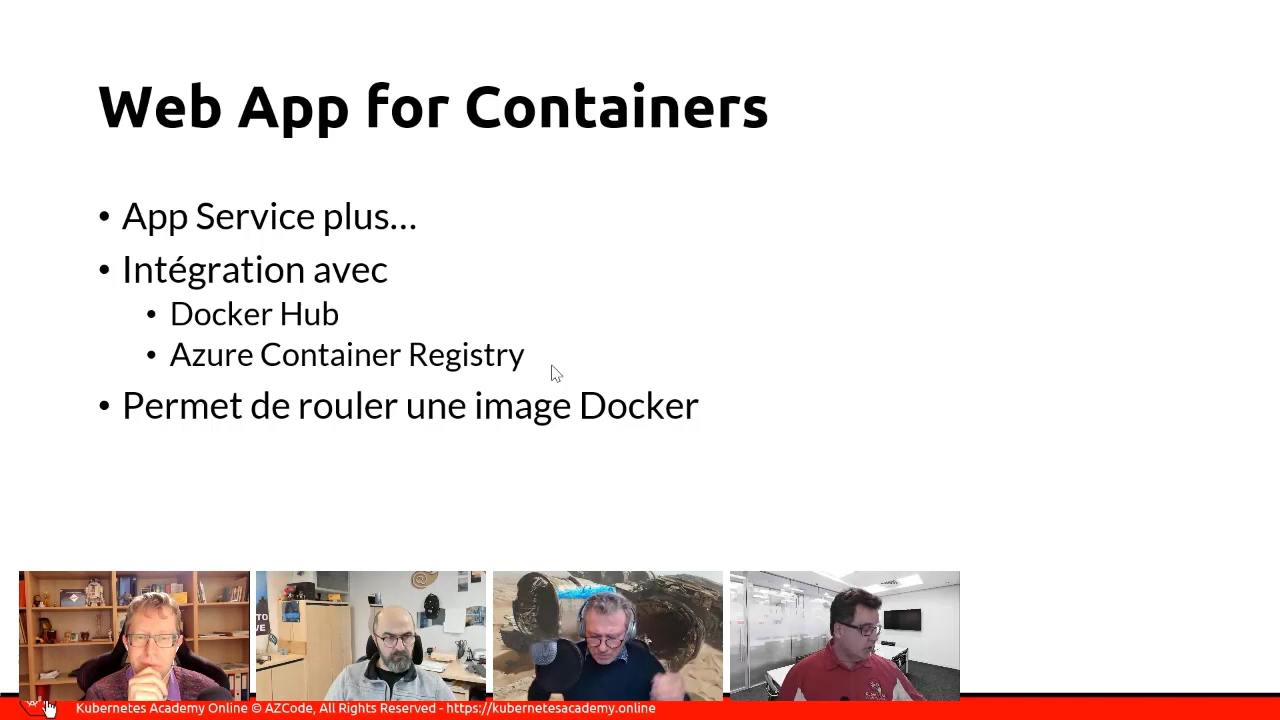 Web App for Containers
• App Service plus...
• Intégration avec
• Docker Hub
• Azure Container Registry
• Permet de rouler une image Docker
Kubernetes Academy Online © AZCode, All Rights Reserved - https://kubernetesacademy.online